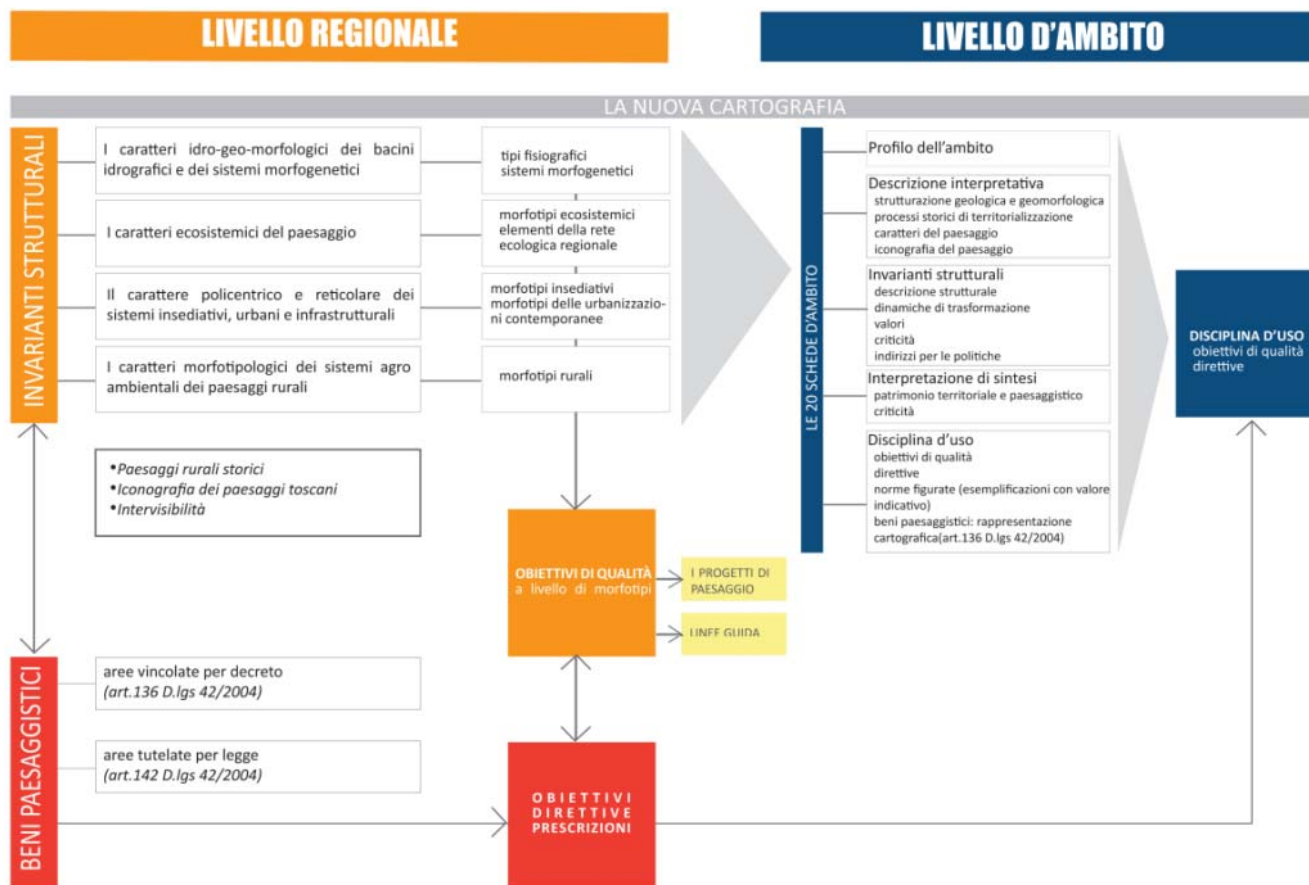 LIVELLO REGIONALE
LIVELLO D'AMBITO
LA NUOVA CARTOGRAFIA
INVARIANTI STRUTTURALI
I caratteri idro-geo-morfologici dei bacini
idrografici e dei sistemi morfogenetici
tipi fisiografici
sistemi morfogenetici
I caratteri ecosistemici del paesaggio
morfotipi ecosistemici
elementi della rete
ecologica regionale
Il carattere policentrico e reticolare dei
sistemi insediativi, urbani e infrastrutturali
morfotipi insediativi
morfotipi delle urbanizzazio-
ni contemporanee
I caratteri morfotipologici dei sistemi agro
ambientali dei paesaggi rurali
morfotipi rurali
•Paesaggi rurali storici
•Iconografia dei paesaggi toscani
•Intervisibilità
OBIETTIVI DI QUALITÀ
a livello di morfotipi
I PROGETTI DI
PAESAGGIO
LINEE GUIDA
BENI PAESAGGISTICI
aree vincolate per decreto
(art.136 D.lgs 42/2004)
aree tutelate per legge
(art.142 D.lgs 42/2004)
OBIETTIVI
DIRETTIVE
PRESCRIZIONI
LE 20 SCHEDE D'AMBITO
Profilo dell'ambito
Descrizione interpretativa
strutturazione geologica e geomorfologica
processi storici di territorializzazione
caratteri del paesaggio
iconografia del paesaggio
Invarianti strutturali
descrizione strutturale
dinamiche di trasformazione
valori
criticità
indirizzi per le politiche
Interpretazione di sintesi
patrimonio territoriale e paesaggistico
criticità
Disciplina d'uso
obiettivi di qualità
direttive
norme figurate (esemplificazioni con valore
indicativo)
beni paesaggistici: rappresentazione
cartografica(art.136 D.lgs 42/2004)
DISCIPLINA D'USO
obiettivi di qualità
direttive